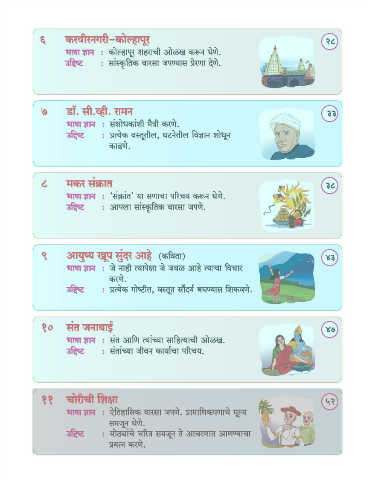 ६ करवीरनगरी-कोल्हापूर २८
भाषा ज्ञान : कोल्हापूर शहराची ओळख करून घेणे.
उद्दिष्ट : सांस्कृतिक वारसा जपण्यास प्रेरणा देणे.
७ डॉ. सी.व्ही. रामन ३३
भाषा ज्ञान : संशोधकांशी मैत्री करणे.
उद्दिष्ट : प्रत्येक वस्तूतील, घटनेतील विज्ञान शोधून
काढणे.
८ मकर संक्रात ३८
भाषा ज्ञान : 'संक्रांत' या सणाचा परिचय करून घेणे.
उद्दिष्ट : आपला सांस्कृतिक वारसा जपणे.
९ आयुष्य खूप सुंदर आहे (कविता) ४३
भाषा ज्ञान : जे नाही त्यापेक्षा जे जवळ आहे त्याचा विचार
करणे.
उद्दिष्ट : प्रत्येक गोष्टीत, वस्तूत सौंदर्य बघण्यास शिकवणे.
१० संत जनाबाई ४७
भाषा ज्ञान : संत आणि त्यांच्या साहित्याची ओळख.
उद्दिष्ट : संतांच्या जीवन कार्याचा परिचय.
११ चोरीची शिक्षा ५२
भाषा ज्ञान : ऐतिहासिक वारसा जपणे. प्रामाणिकपणाचे मूल्य
समजून घेणे.
उद्दिष्ट : थोरांचे चरित्र समजून ते आचरणात आणण्याचा
प्रयत्न करणे.